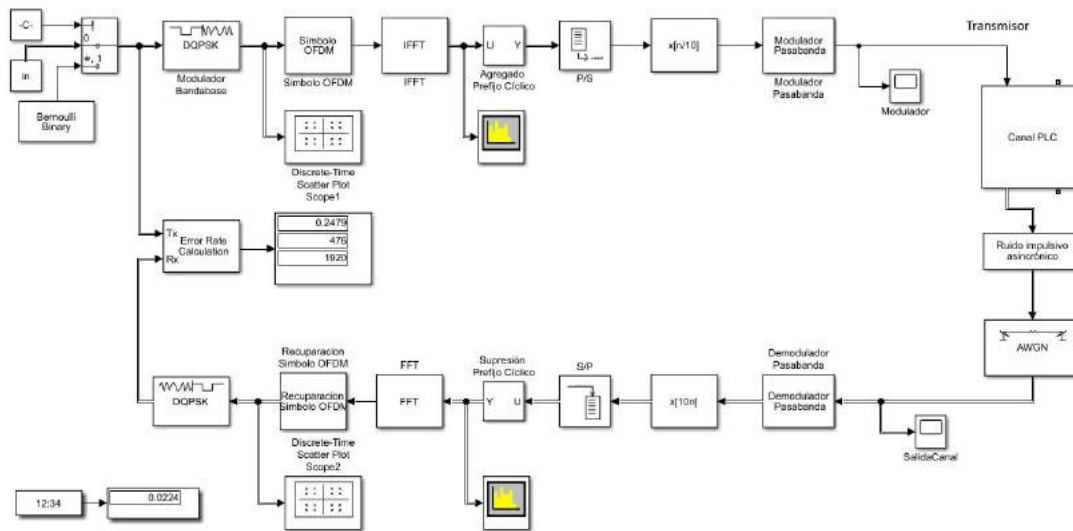 -C-
0
*, 1
in
Bernoulli
Binary
DQPSK
Modulador
Bandabase
Simbolo
OFDM
Simbolo OFDM
IFFT
IFFT
U Y
Agregado
Prefijo Cíclico
P/S
x[n/10]
Modulador
Pasabanda
Modulador
Pasabanda
Modulador
Transmisor
Canal PLC
Discrete-Time
Scatter Plot
Scope1
Tx
Rx
Error Rate
Calculation
0.2479
476
1920
Ruido impulsivo
asincrónico
AWGN
Demodulador
Pasabanda
Demodulador
Pasabanda
SalidaCanal
x[10n]
S/P
Supresión
Prefijo Cíclico
Y U
FFT
FFT
Recuparacion
Simbolo OFDM
Recuparacion
Simbolo OFDM
DQPSK
Discrete-Time
Scatter Plot
Scope2
12:34
0.0224